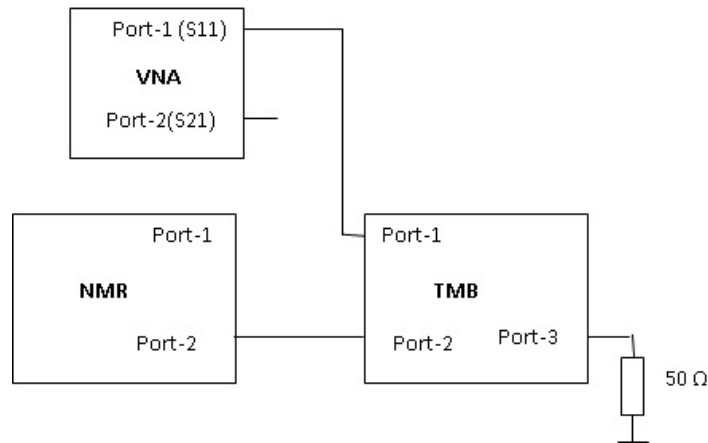 Port-1 (S11)
VNA
Port-2(S21)
Port-1
NMR
Port-2
Port-1
TMB
Port-2
Port-3
50 Ω